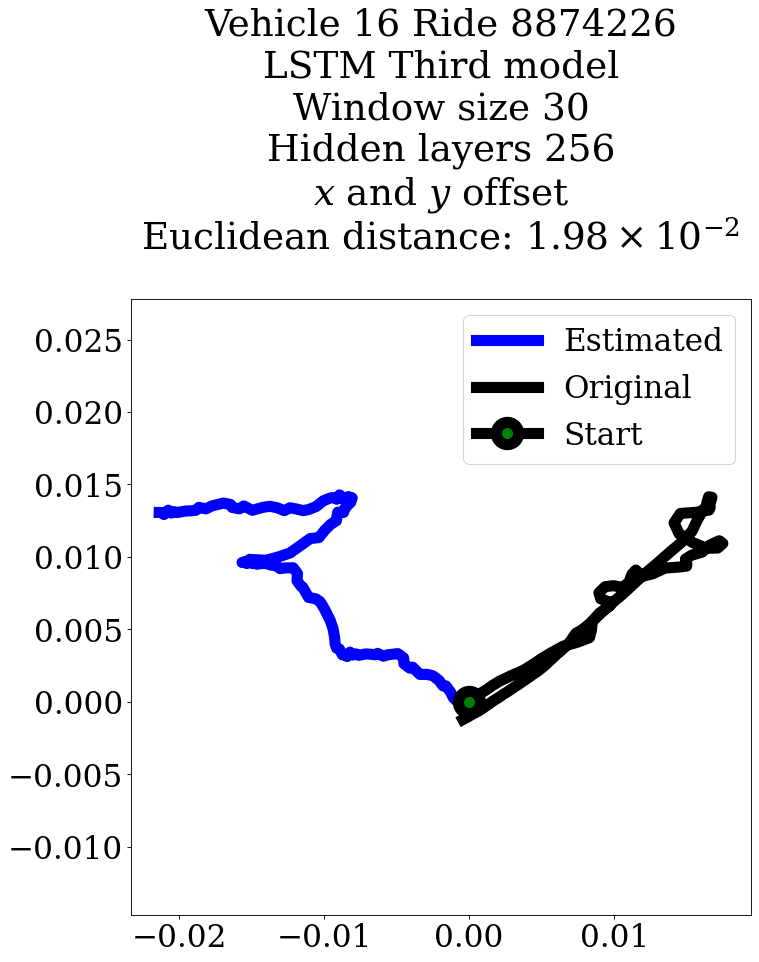 Vehicle 16 Ride 8874226
LSTM Third model
Window size 30
Hidden layers 256
x and y offset
Euclidean distance: 1.98 × 10⁻²
Estimated
Original
Start
0.025
0.020
0.015
0.010
0.005
0.000
−0.005
−0.010
−0.02 −0.01 0.00 0.01